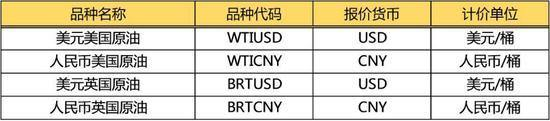 品种名称 品种代码 报价货币 计价单位
美元美国原油 WTIUSD USD 美元/桶
人民币美国原油 WTICNY CNY 人民币/桶
美元英国原油 BRTUSD USD 美元/桶
人民币英国原油 BRTCNY CNY 人民币/桶